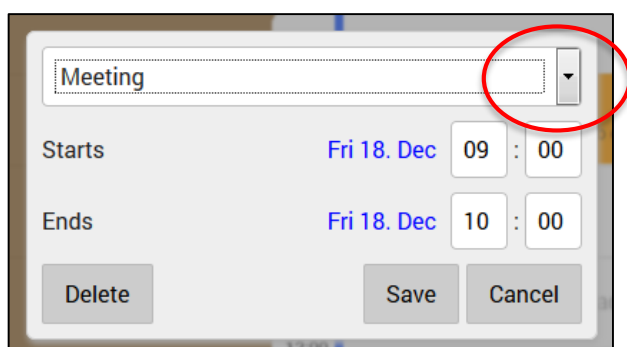 Meeting
Starts Fri 18. Dec 09 : 00
Ends Fri 18. Dec 10 : 00
Delete Save Cancel